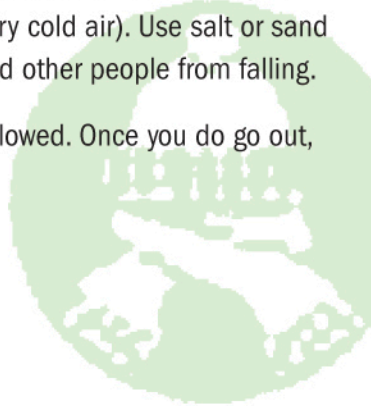 ry cold air). Use salt or sand
d other people from falling.
lowed. Once you do go out,